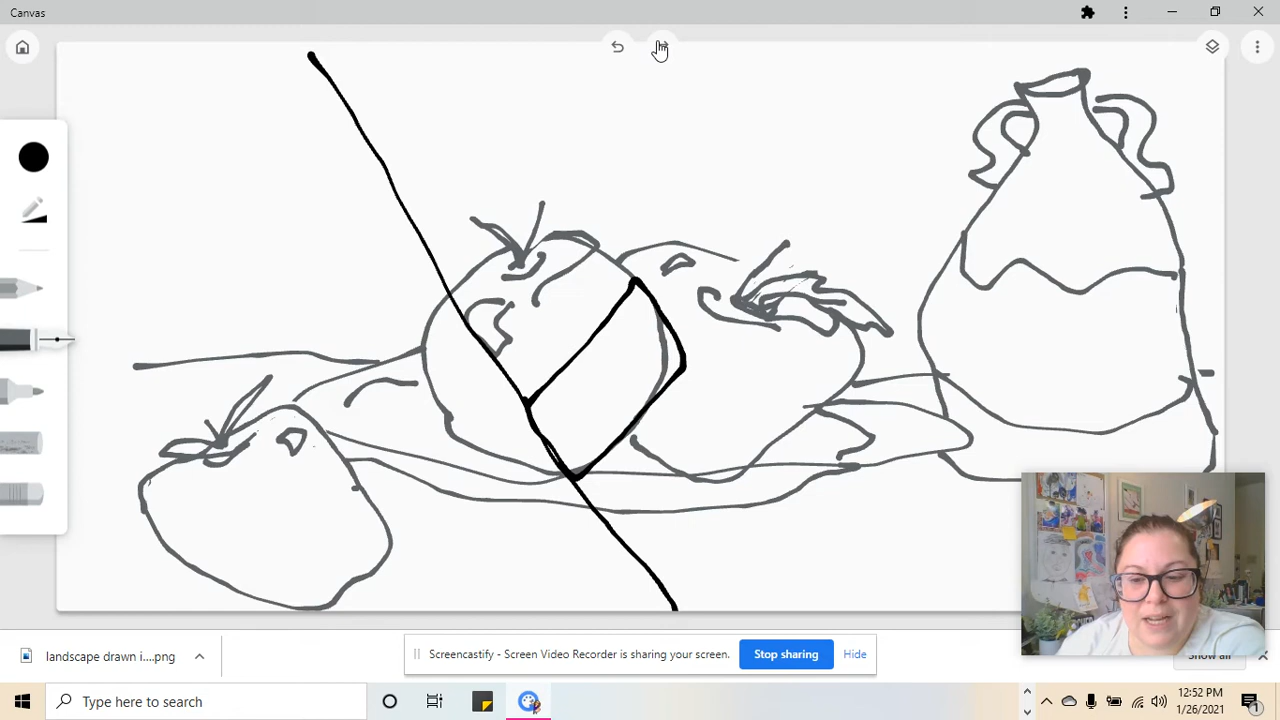 Canvas
landscape drawn i....png
Screencastify - Screen Video Recorder is sharing your screen.
Stop sharing
Hide
Show all
Type here to search
12:52 PM
1/26/2021
1